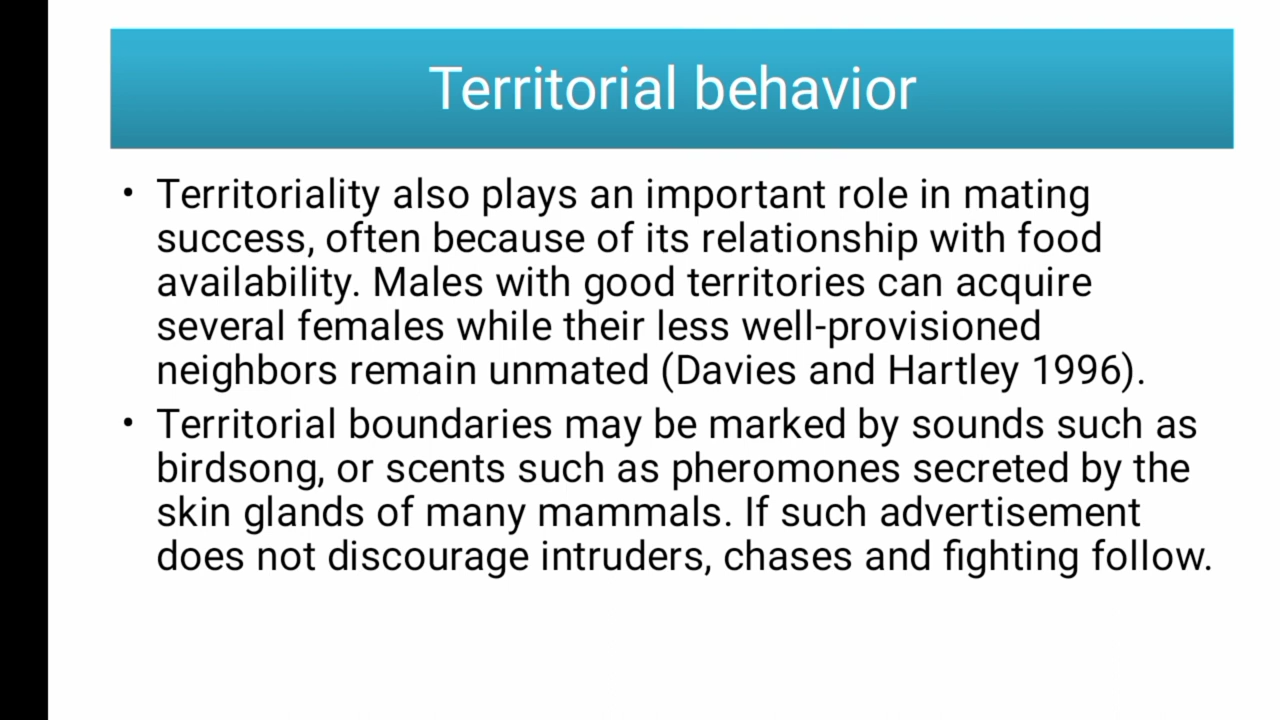 Territorial behavior
• Territoriality also plays an important role in mating
success, often because of its relationship with food
availability. Males with good territories can acquire
several females while their less well-provisioned
neighbors remain unmated (Davies and Hartley 1996).
• Territorial boundaries may be marked by sounds such as
birdsong, or scents such as pheromones secreted by the
skin glands of many mammals. If such advertisement
does not discourage intruders, chases and fighting follow.